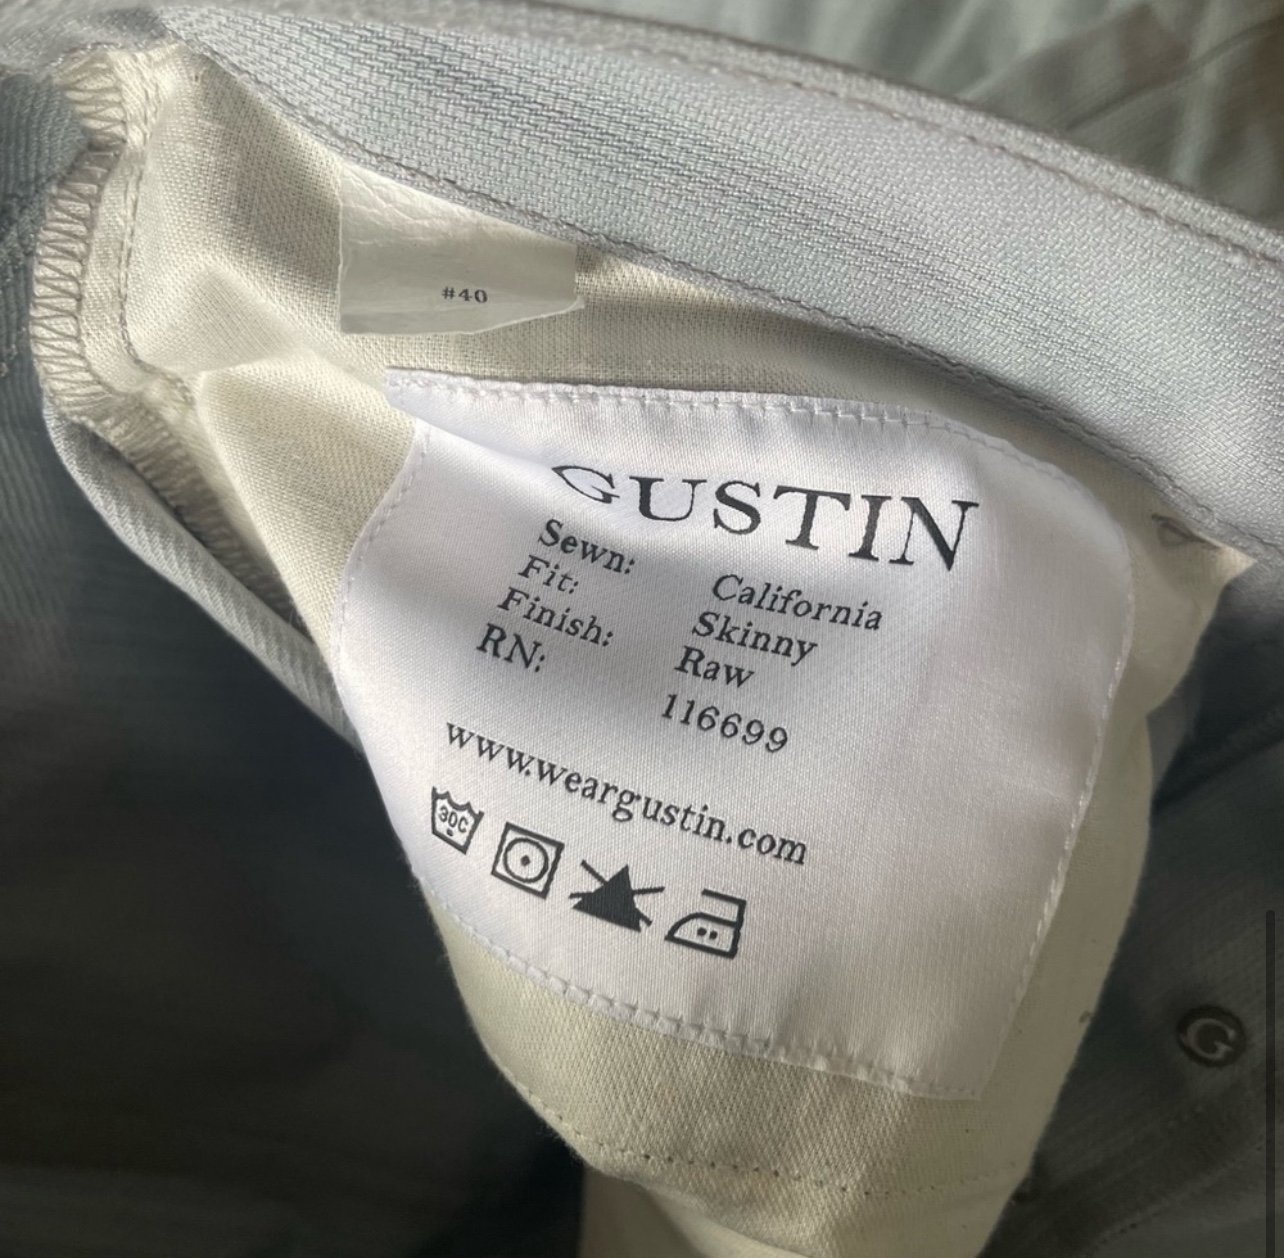 #40
GUSTIN
Sewn: California
Fit: Skinny
Finish: Raw
RN: 116699
www.weargustin.com
30C
G